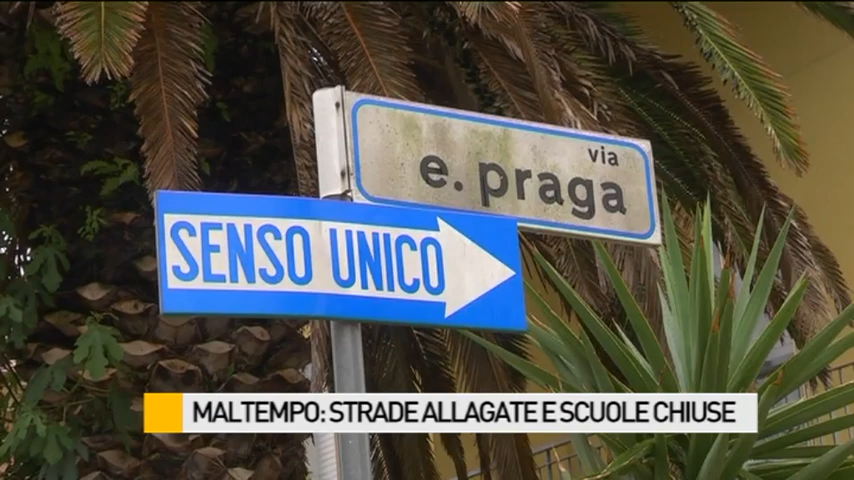 via
e. praga
SENSO UNICO
MALTEMPO: STRADE ALLAGATE E SCUOLE CHIUSE